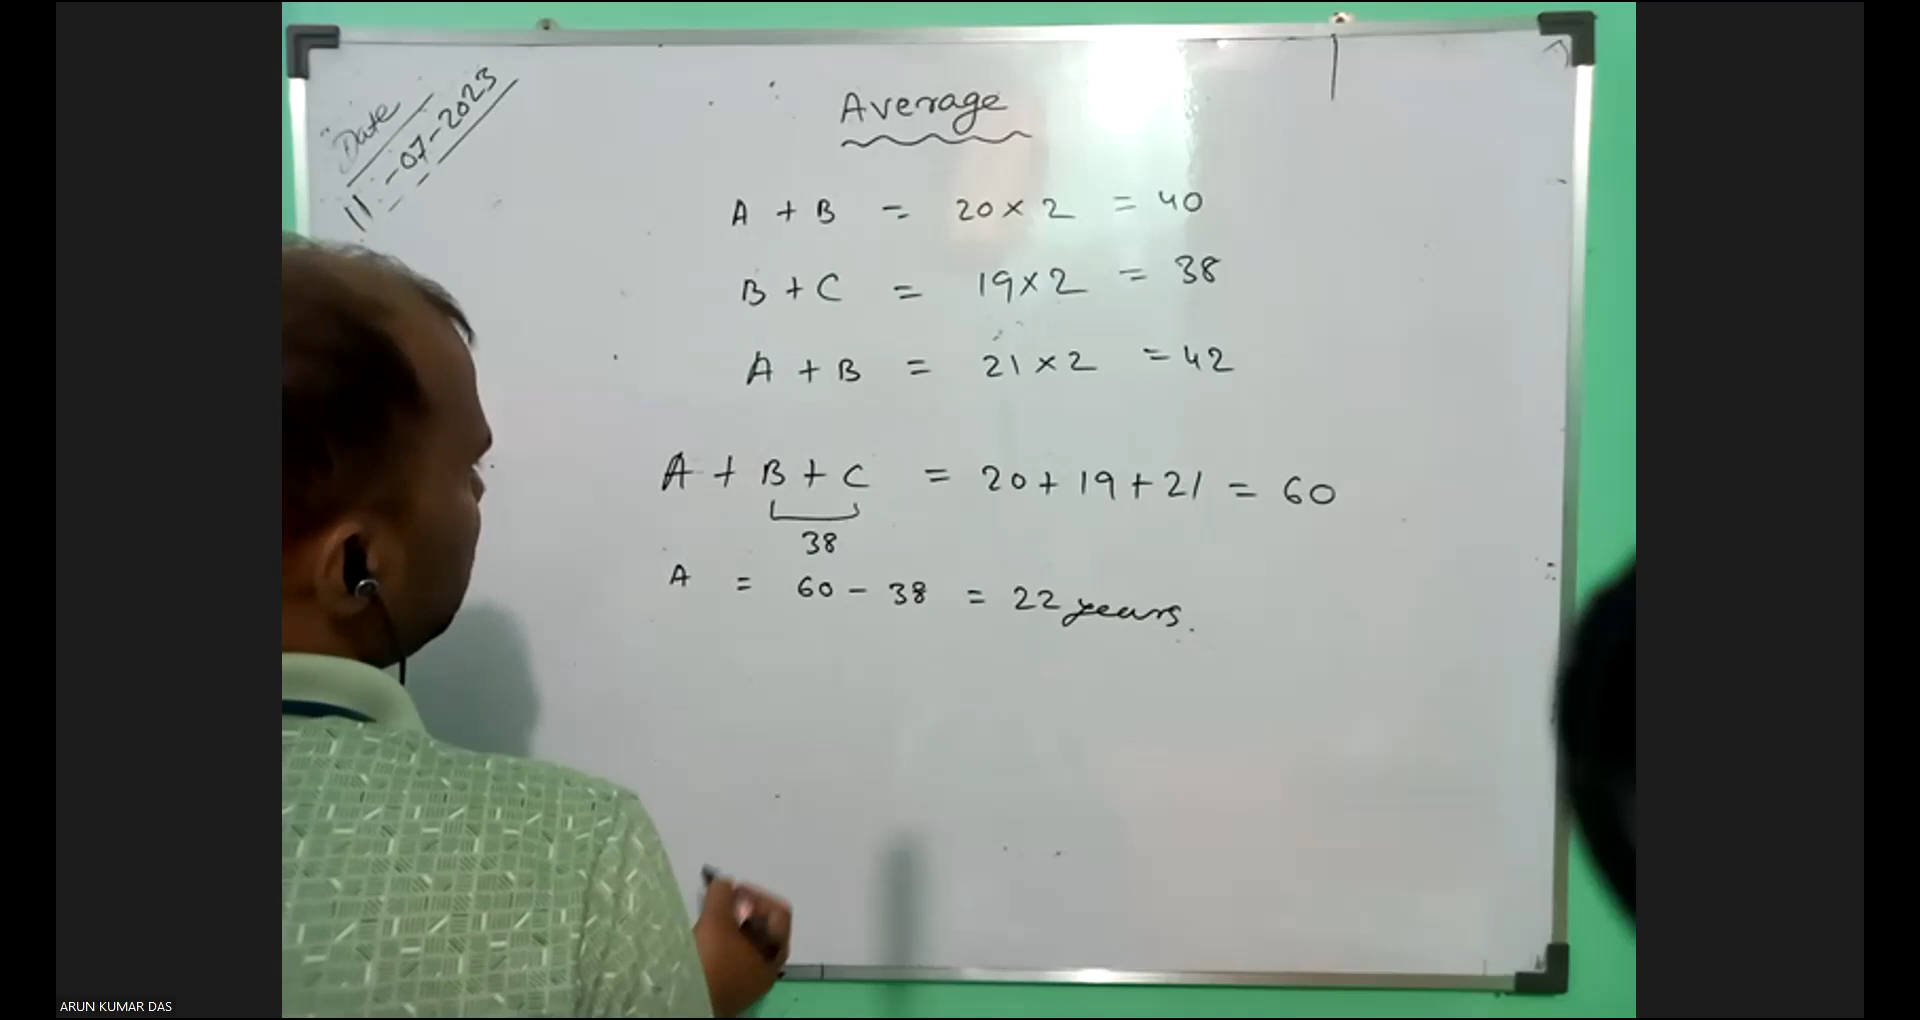 Date
11-07-2023
Average
A + B = 20 × 2 = 40
B + C = 19 × 2 = 38
A + B = 21 × 2 = 42
A + B + C = 20 + 19 + 21 = 60
38
A = 60 - 38 = 22 years.
ARUN KUMAR DAS